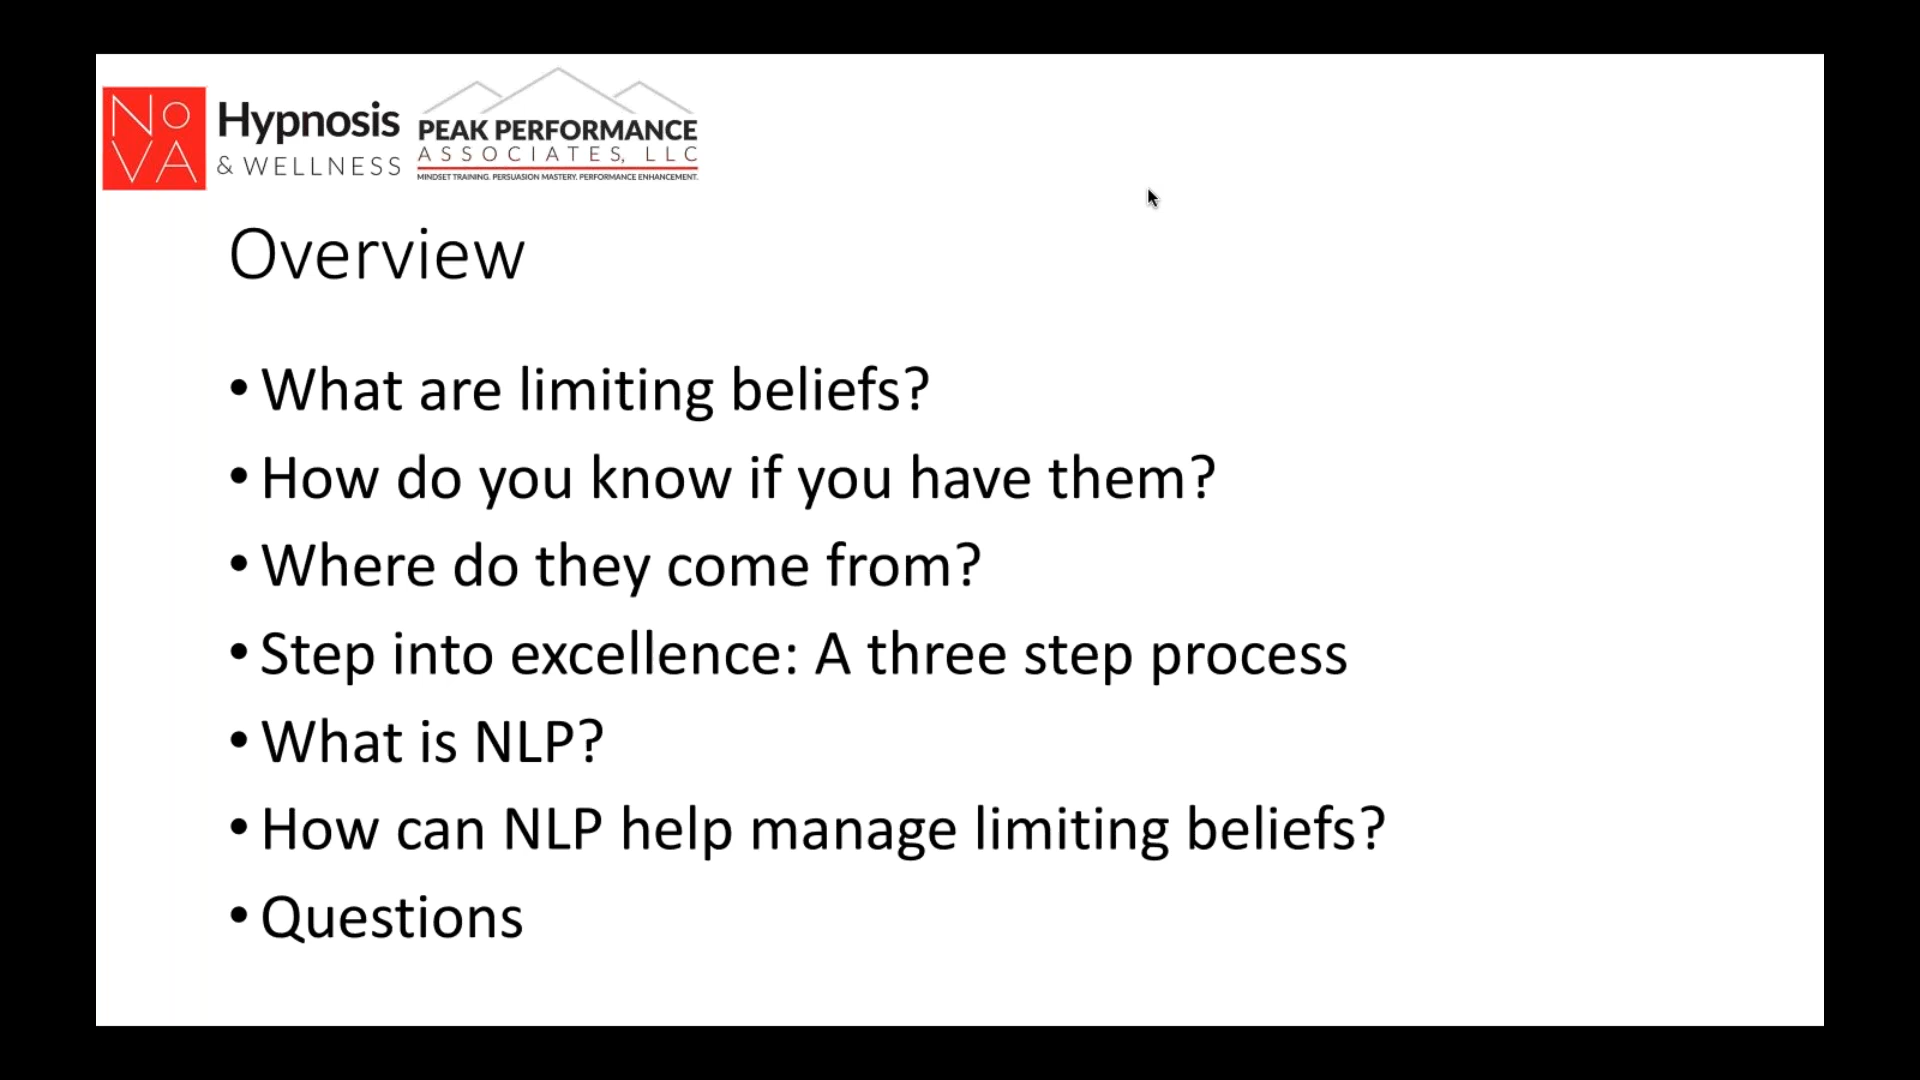 NoVA
Hypnosis
& WELLNESS
PEAK PERFORMANCE
ASSOCIATES, LLC
MINDSET TRAINING. PERSUASION MASTERY. PERFORMANCE ENHANCEMENT.
Overview
• What are limiting beliefs?
• How do you know if you have them?
• Where do they come from?
• Step into excellence: A three step process
• What is NLP?
• How can NLP help manage limiting beliefs?
• Questions